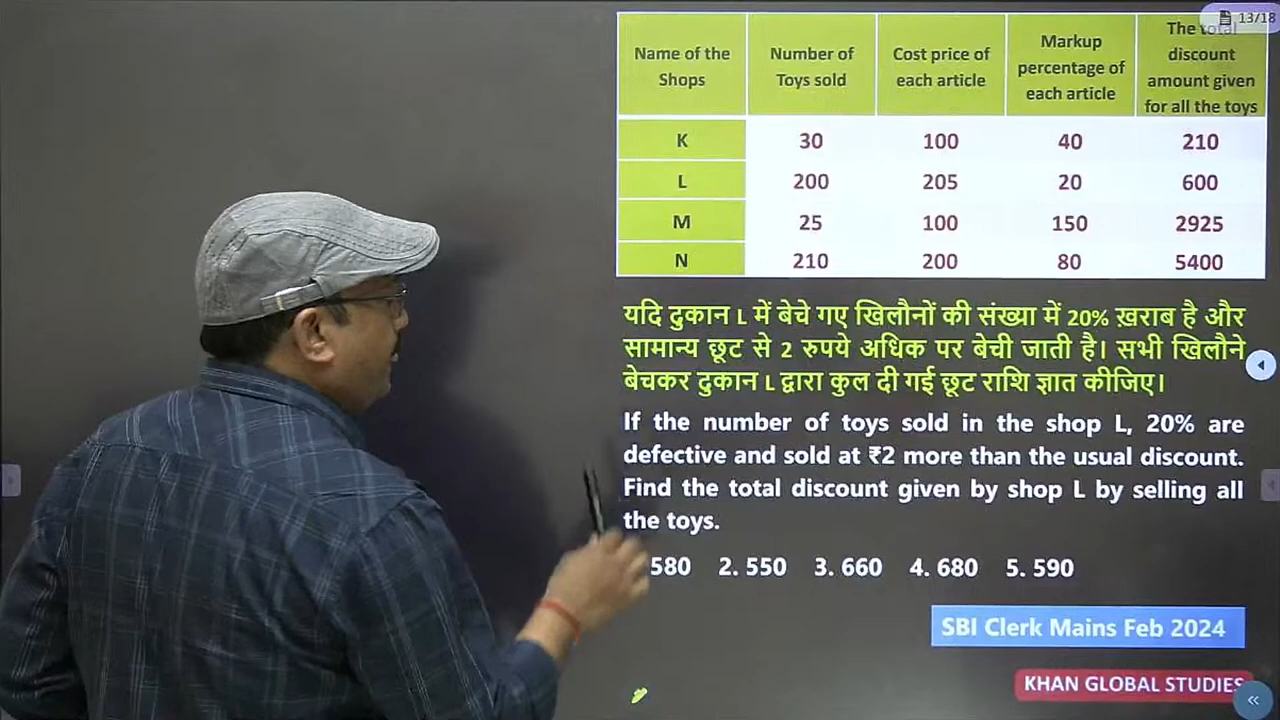 13/18
Name of the Shops | Number of Toys sold | Cost price of each article | Markup percentage of each article | The total discount amount given for all the toys
K | 30 | 100 | 40 | 210
L | 200 | 205 | 20 | 600
M | 25 | 100 | 150 | 2925
N | 210 | 200 | 80 | 5400
यदि दुकान L में बेचे गए खिलौनों की संख्या में 20% ख़राब है और
सामान्य छूट से 2 रुपये अधिक पर बेची जाती है। सभी खिलौने
बेचकर दुकान L द्वारा कुल दी गई छूट राशि ज्ञात कीजिए।
If the number of toys sold in the shop L, 20% are
defective and sold at ₹2 more than the usual discount.
Find the total discount given by shop L by selling all
the toys.
580 2. 550 3. 660 4. 680 5. 590
SBI Clerk Mains Feb 2024
KHAN GLOBAL STUDIES